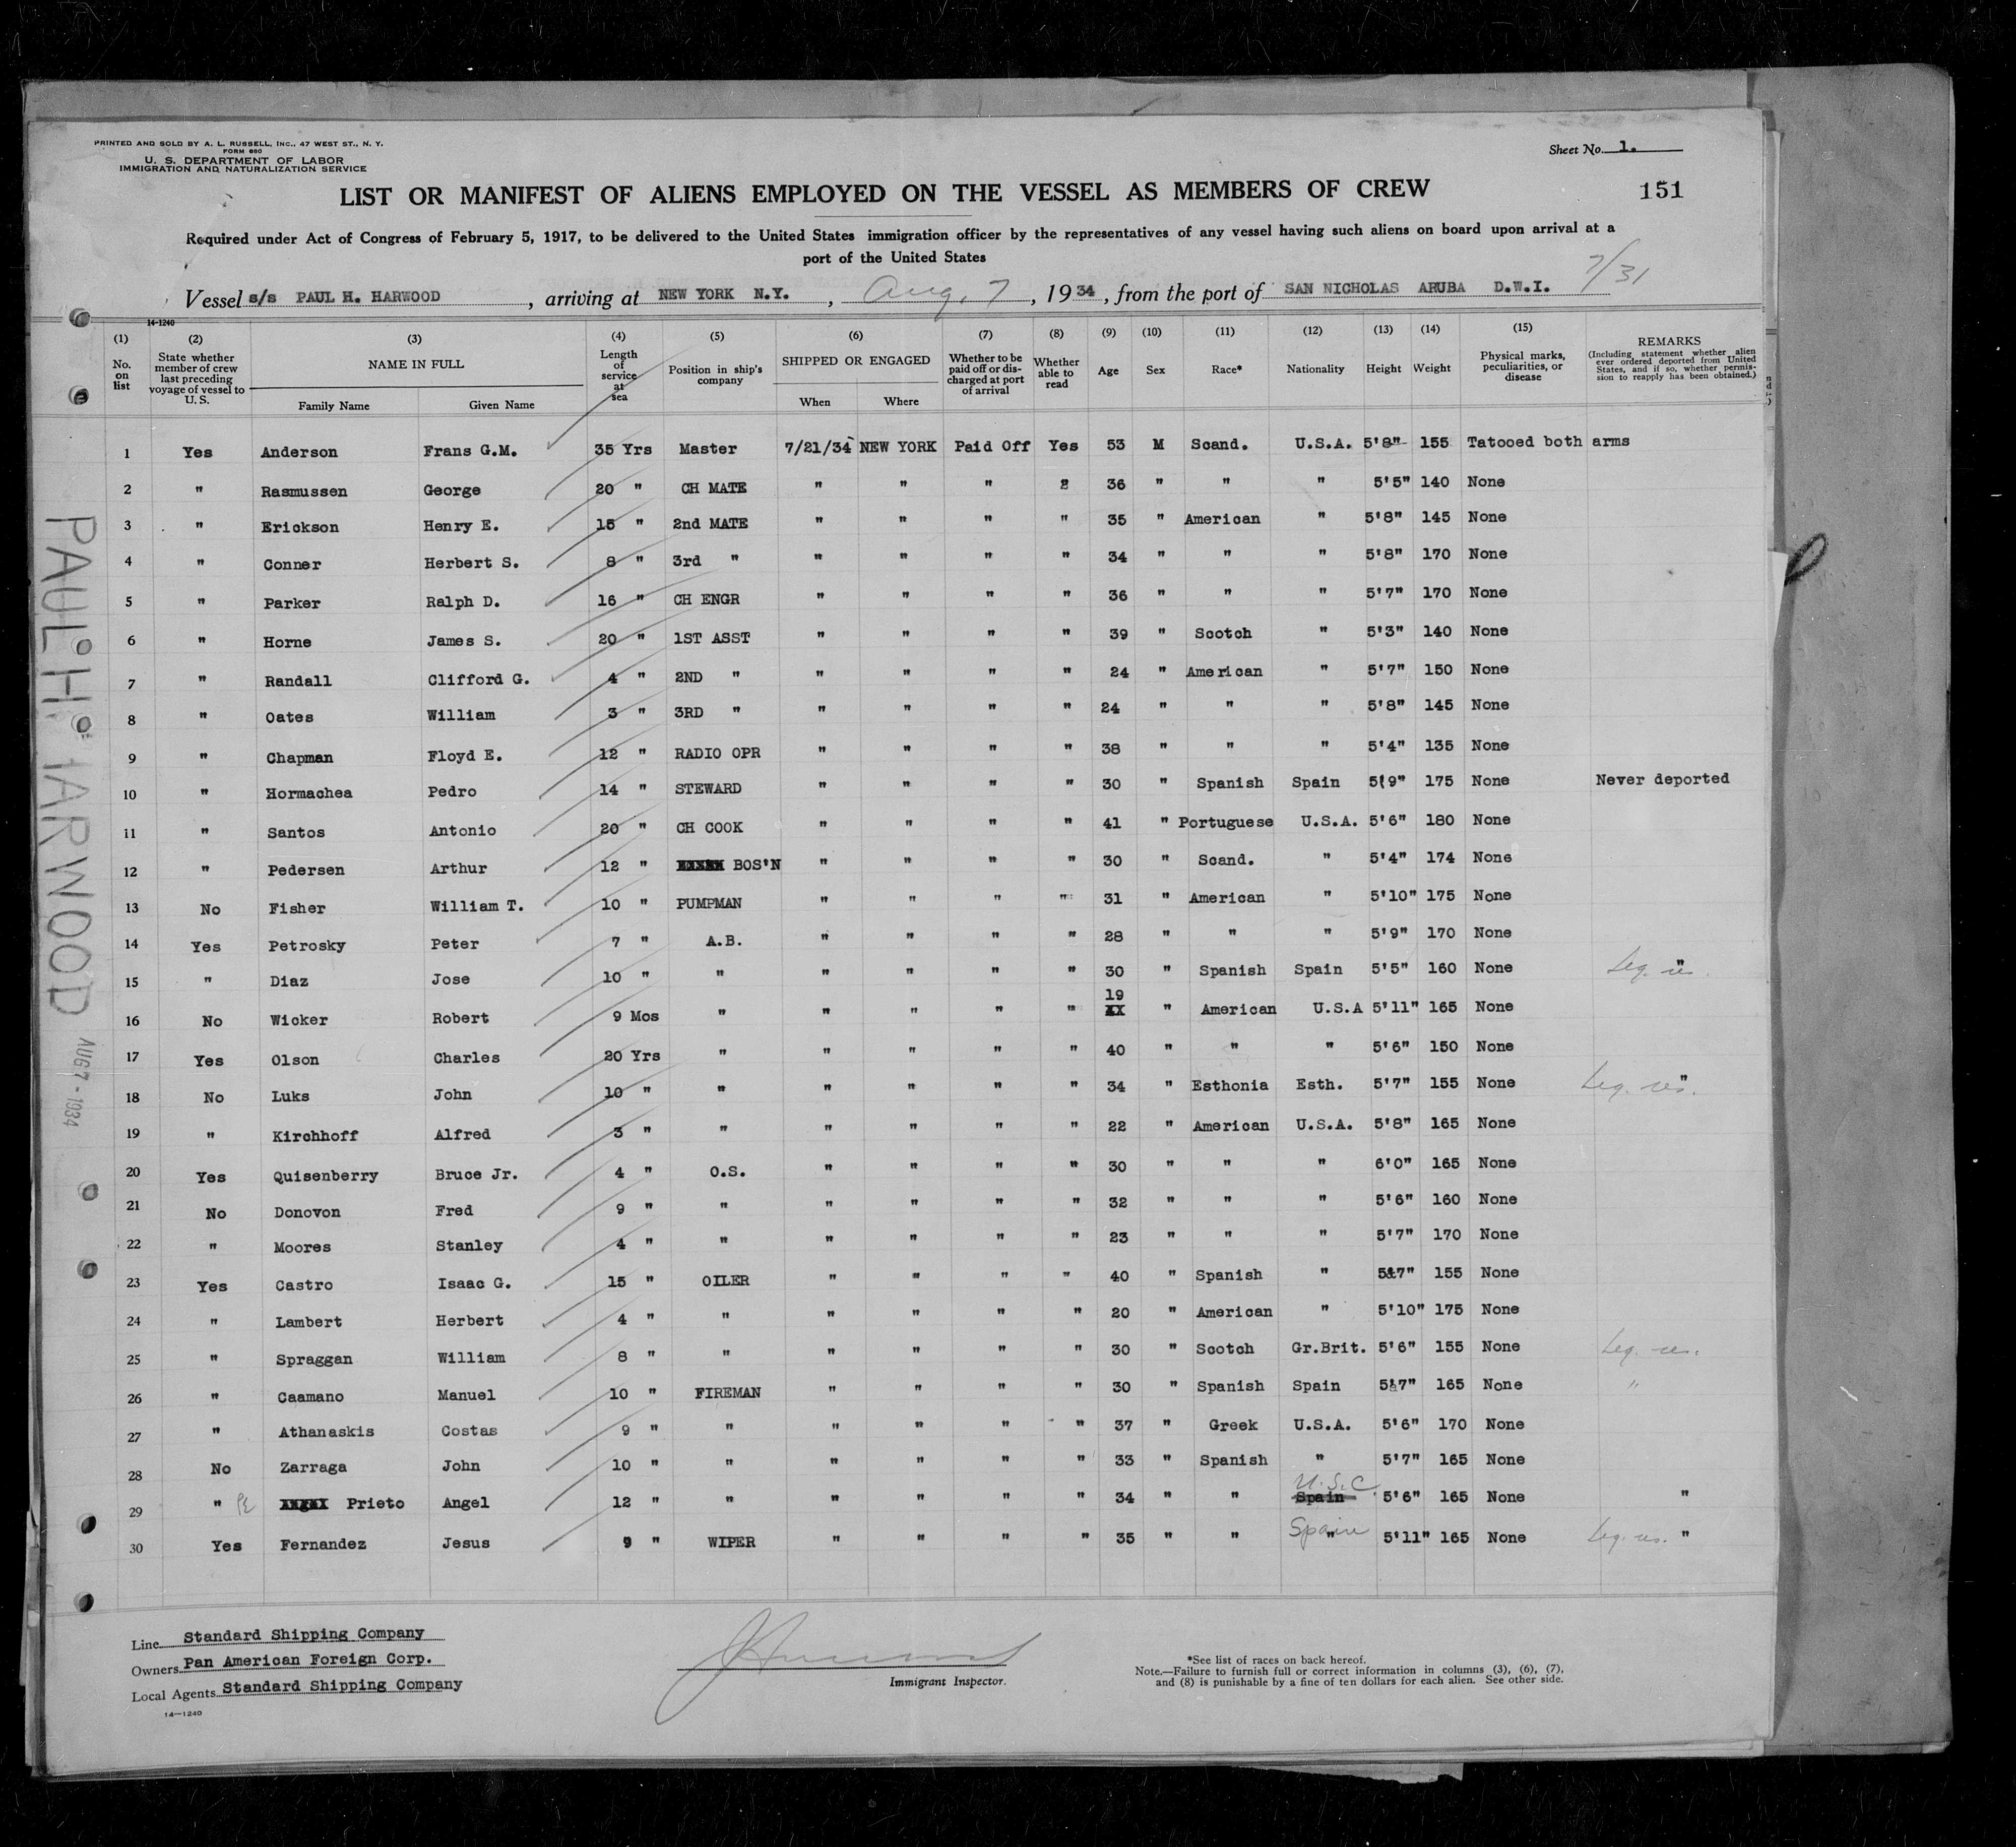 PRINTED AND SOLD BY A. L. RUSSELL, INC., 47 WEST ST., N. Y.
FORM 680
U. S. DEPARTMENT OF LABOR
IMMIGRATION AND NATURALIZATION SERVICE
Sheet No. 1.
LIST OR MANIFEST OF ALIENS EMPLOYED ON THE VESSEL AS MEMBERS OF CREW
151
Required under Act of Congress of February 5, 1917, to be delivered to the United States immigration officer by the representatives of any vessel having such aliens on board upon arrival at a
port of the United States
7/31
Vessel s/s PAUL H. HARWOOD, arriving at NEW YORK N.Y., Aug. 7, 1934, from the port of SAN NICHOLAS ARUBA D.W.I.
14-1240
(1) No. on list
(2) State whether member of crew last preceding voyage of vessel to U. S.
(3) NAME IN FULL Family Name Given Name
(4) Length of service at sea
(5) Position in ship's company
(6) SHIPPED OR ENGAGED When Where
(7) Whether to be paid off or discharged at port of arrival
(8) Whether able to read
(9) Age
(10) Sex
(11) Race*
(12) Nationality
(13) Height
(14) Weight
(15) Physical marks, peculiarities, or disease
REMARKS (Including statement whether alien ever ordered deported from United States, and if so, whether permission to reapply has been obtained.)
1 Yes Anderson Frans G.M. 35 Yrs Master 7/21/34 NEW YORK Paid Off Yes 53 M Scand. U.S.A. 5'8" 155 Tatooed both arms
2 " Rasmussen George 20 " CH MATE " " " " 36 " " " 5'5" 140 None
3 " Erickson Henry E. 15 " 2nd MATE " " " " 35 " American " 5'8" 145 None
4 " Conner Herbert S. 8 " 3rd " " " " " 34 " " " 5'8" 170 None
5 " Parker Ralph D. 16 " CH ENGR " " " " 36 " " " 5'7" 170 None
6 " Horne James S. 20 " 1ST ASST " " " " 39 " Scotch " 5'3" 140 None
7 " Randall Clifford G. 4 " 2ND " " " " " 24 " American " 5'7" 150 None
8 " Oates William 3 " 3RD " " " " " 24 " " " 5'8" 145 None
9 " Chapman Floyd E. 12 " RADIO OPR " " " " 38 " " " 5'4" 135 None
10 " Hormachea Pedro 14 " STEWARD " " " " 30 " Spanish Spain 5'9" 175 None Never deported
11 " Santos Antonio 20 " CH COOK " " " " 41 " Portuguese U.S.A. 5'6" 180 None
12 " Pedersen Arthur 12 " BOS'N " " " " 30 " Scand. " 5'4" 174 None
13 No Fisher William T. 10 " PUMPMAN " " " " 31 " American " 5'10" 175 None
14 Yes Petrosky Peter 7 " A.B. " " " " 28 " " " 5'9" 170 None
15 " Diaz Jose 10 " " " " " " 30 " Spanish Spain 5'5" 160 None Leg. res. "
16 No Wicker Robert 9 Mos " " " " " 19 " American U.S.A 5'11" 165 None
17 Yes Olson Charles 20 Yrs " " " " " 40 " " " 5'6" 150 None
18 No Luks John 10 " " " " " " 34 " Esthonia Esth. 5'7" 155 None Leg. res. "
19 " Kirchhoff Alfred 3 " " " " " " 22 " American U.S.A. 5'8" 165 None
20 Yes Quisenberry Bruce Jr. 4 " O.S. " " " " 30 " " " 6'0" 165 None
21 No Donovon Fred 9 " " " " " " 32 " " " 5'6" 160 None
22 " Moores Stanley 4 " " " " " " 23 " " " 5'7" 170 None
23 Yes Castro Isaac G. 15 " OILER " " " " 40 " Spanish " 5'7" 155 None
24 " Lambert Herbert 4 " " " " " " 20 " American " 5'10" 175 None
25 " Spraggan William 8 " " " " " " 30 " Scotch Gr.Brit. 5'6" 155 None Leg. res.
26 " Caamano Manuel 10 " FIREMAN " " " " 30 " Spanish Spain 5'7" 165 None "
27 " Athanaskis Costas 9 " " " " " " 37 " Greek U.S.A. 5'6" 170 None
28 No Zarraga John 10 " " " " " " 33 " Spanish " 5'7" 165 None
29 " Prieto Angel 12 " " " " " " 34 " " Spain U.S.C. 5'6" 165 None "
30 Yes Fernandez Jesus 9 " WIPER " " " " 35 " " Spain " 5'11" 165 None Leg. res. "
PAUL H HARWOOD
AUG 7 - 1934
Line Standard Shipping Company
Owners Pan American Foreign Corp.
Local Agents Standard Shipping Company
14-1240
Immigrant Inspector.
*See list of races on back hereof.
Note.—Failure to furnish full or correct information in columns (3), (6), (7),
and (8) is punishable by a fine of ten dollars for each alien. See other side.